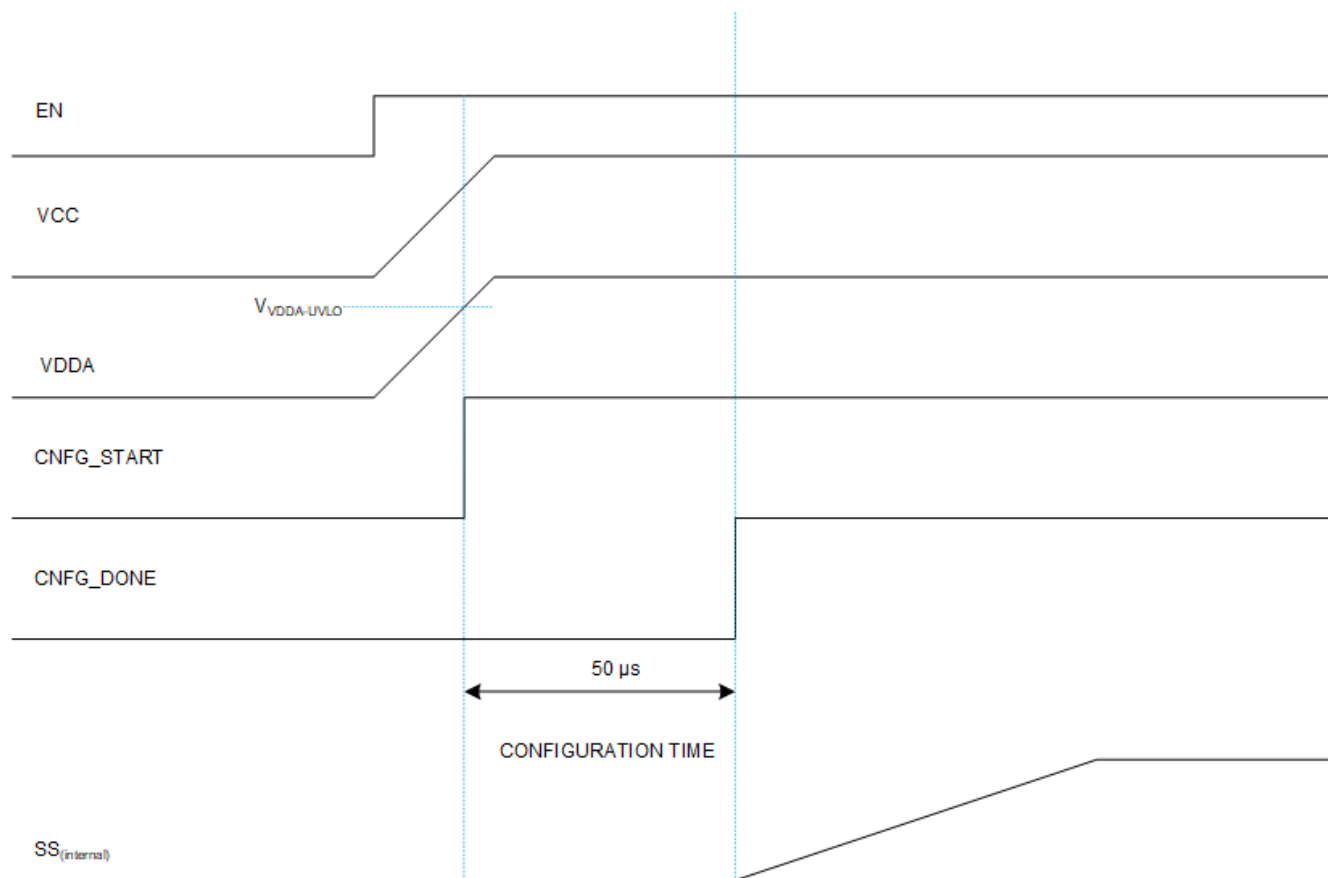 EN
VCC
VVDDA-UVLO
VDDA
CNFG_START
CNFG_DONE
50 µs
CONFIGURATION TIME
SS(internal)